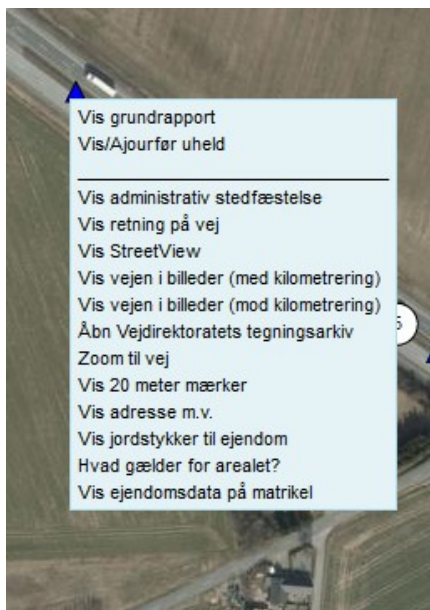 Vis grundrapport
Vis/Ajourfør uheld
Vis administrativ stedfæstelse
Vis retning på vej
Vis StreetView
Vis vejen i billeder (med kilometrering)
Vis vejen i billeder (mod kilometrering)
Åbn Vejdirektoratets tegningsarkiv
Zoom til vej
Vis 20 meter mærker
Vis adresse m.v.
Vis jordstykker til ejendom
Hvad gælder for arealet?
Vis ejendomsdata på matrikel